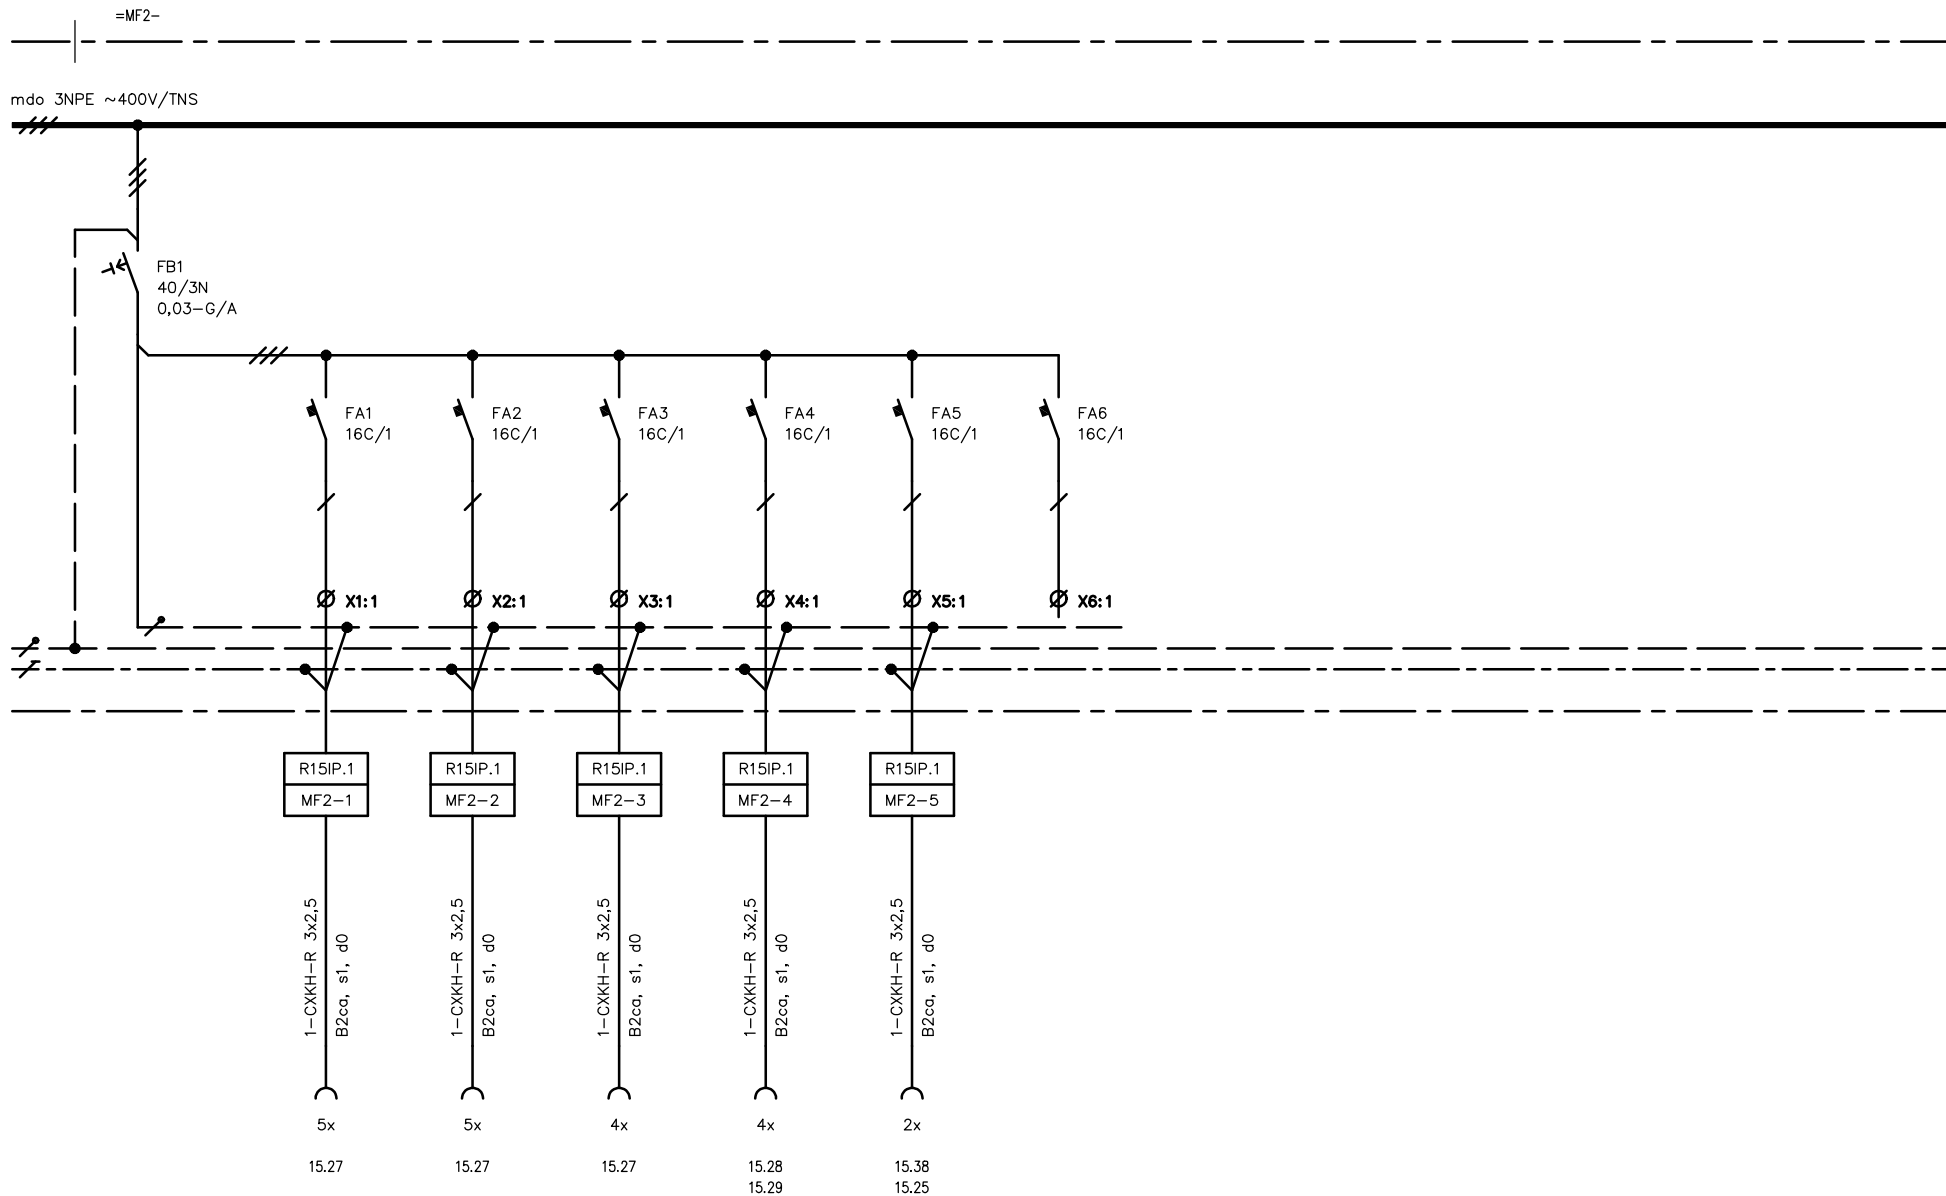 =MF2-
mdo 3NPE ~400V/TNS
FB1
40/3N
0,03-G/A
FA1
16C/1
FA2
16C/1
FA3
16C/1
FA4
16C/1
FA5
16C/1
FA6
16C/1
X1:1
X2:1
X3:1
X4:1
X5:1
X6:1
R15IP.1
MF2-1
R15IP.1
MF2-2
R15IP.1
MF2-3
R15IP.1
MF2-4
R15IP.1
MF2-5
1-CXKH-R 3x2,5
B2ca, s1, d0
1-CXKH-R 3x2,5
B2ca, s1, d0
1-CXKH-R 3x2,5
B2ca, s1, d0
1-CXKH-R 3x2,5
B2ca, s1, d0
1-CXKH-R 3x2,5
B2ca, s1, d0
5x
5x
4x
4x
2x
15.27
15.27
15.27
15.28
15.29
15.38
15.25